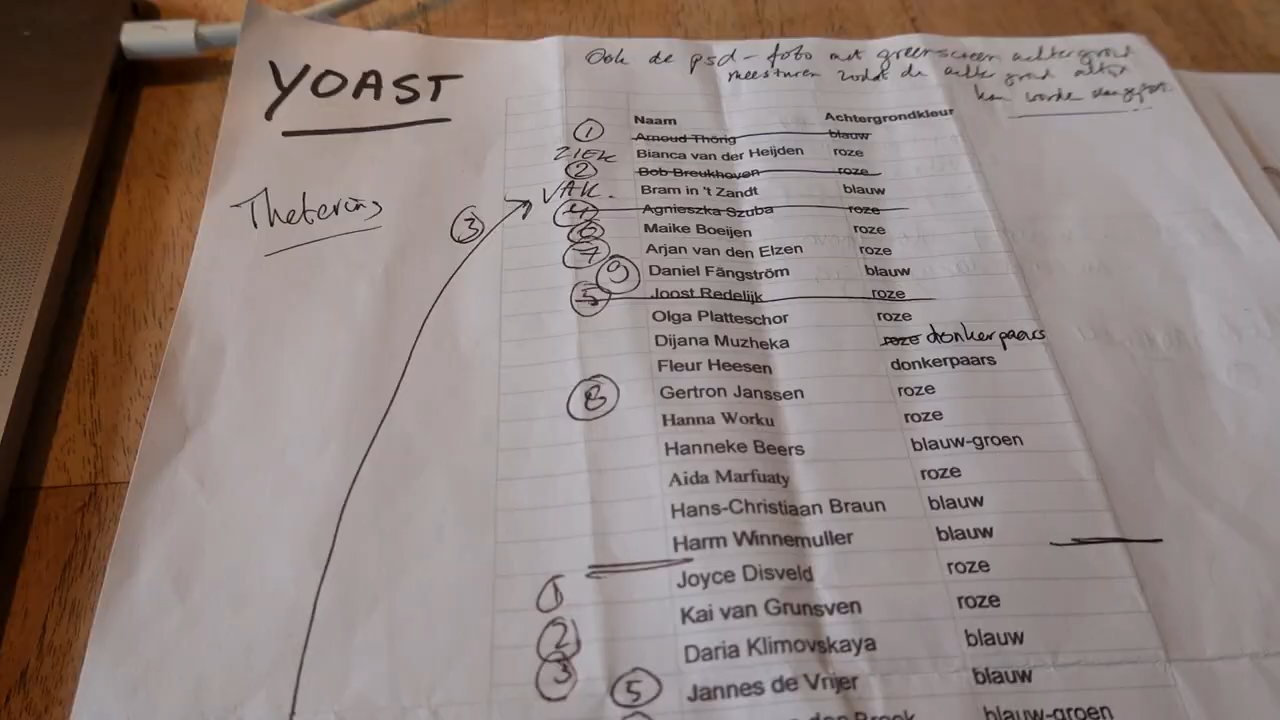 YOAST
Ook de psd-foto met greenscreen achtergrond
meesturen zodat de achtergrond altijd
kan worde
Thetering
Naam Achtergrondkleur
1 Arnoud Thörig blauw
ZIEK Bianca van der Heijden roze
2 Bob Breukhoven roze
VAK. Bram in 't Zandt blauw
3
4 Agnieszka Szuba roze
6 Maike Boeijen roze
7 Arjan van den Elzen roze
9 Daniel Fängström blauw
5 Joost Redelijk roze
Olga Platteschor roze
Dijana Muzheka roze donkerpaars
Fleur Heesen donkerpaars
8 Gertron Janssen roze
Hanna Worku roze
Hanneke Beers blauw-groen
Aida Marfuaty roze
Hans-Christiaan Braun blauw
Harm Winnemuller blauw
1 Joyce Disveld roze
2 Kai van Grunsven roze
3 Daria Klimovskaya blauw
5 Jannes de Vrijer blauw
blauw-groen